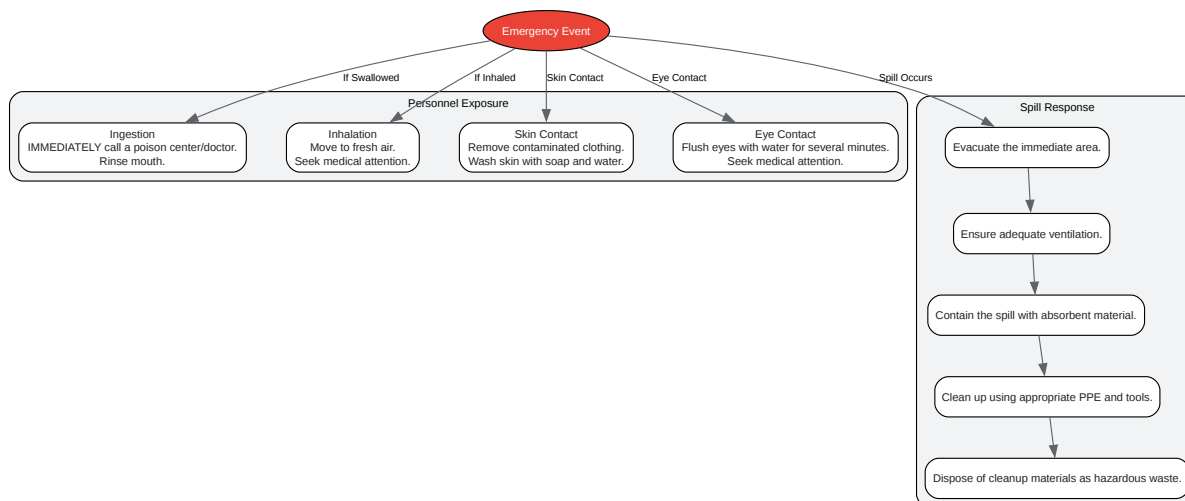 Emergency Event
If Swallowed
If Inhaled
Skin Contact
Eye Contact
Spill Occurs
Personnel Exposure
Ingestion
IMMEDIATELY call a poison center/doctor.
Rinse mouth.
Inhalation
Move to fresh air.
Seek medical attention.
Skin Contact
Remove contaminated clothing.
Wash skin with soap and water.
Eye Contact
Flush eyes with water for several minutes.
Seek medical attention.
Spill Response
Evacuate the immediate area.
Ensure adequate ventilation.
Contain the spill with absorbent material.
Clean up using appropriate PPE and tools.
Dispose of cleanup materials as hazardous waste.